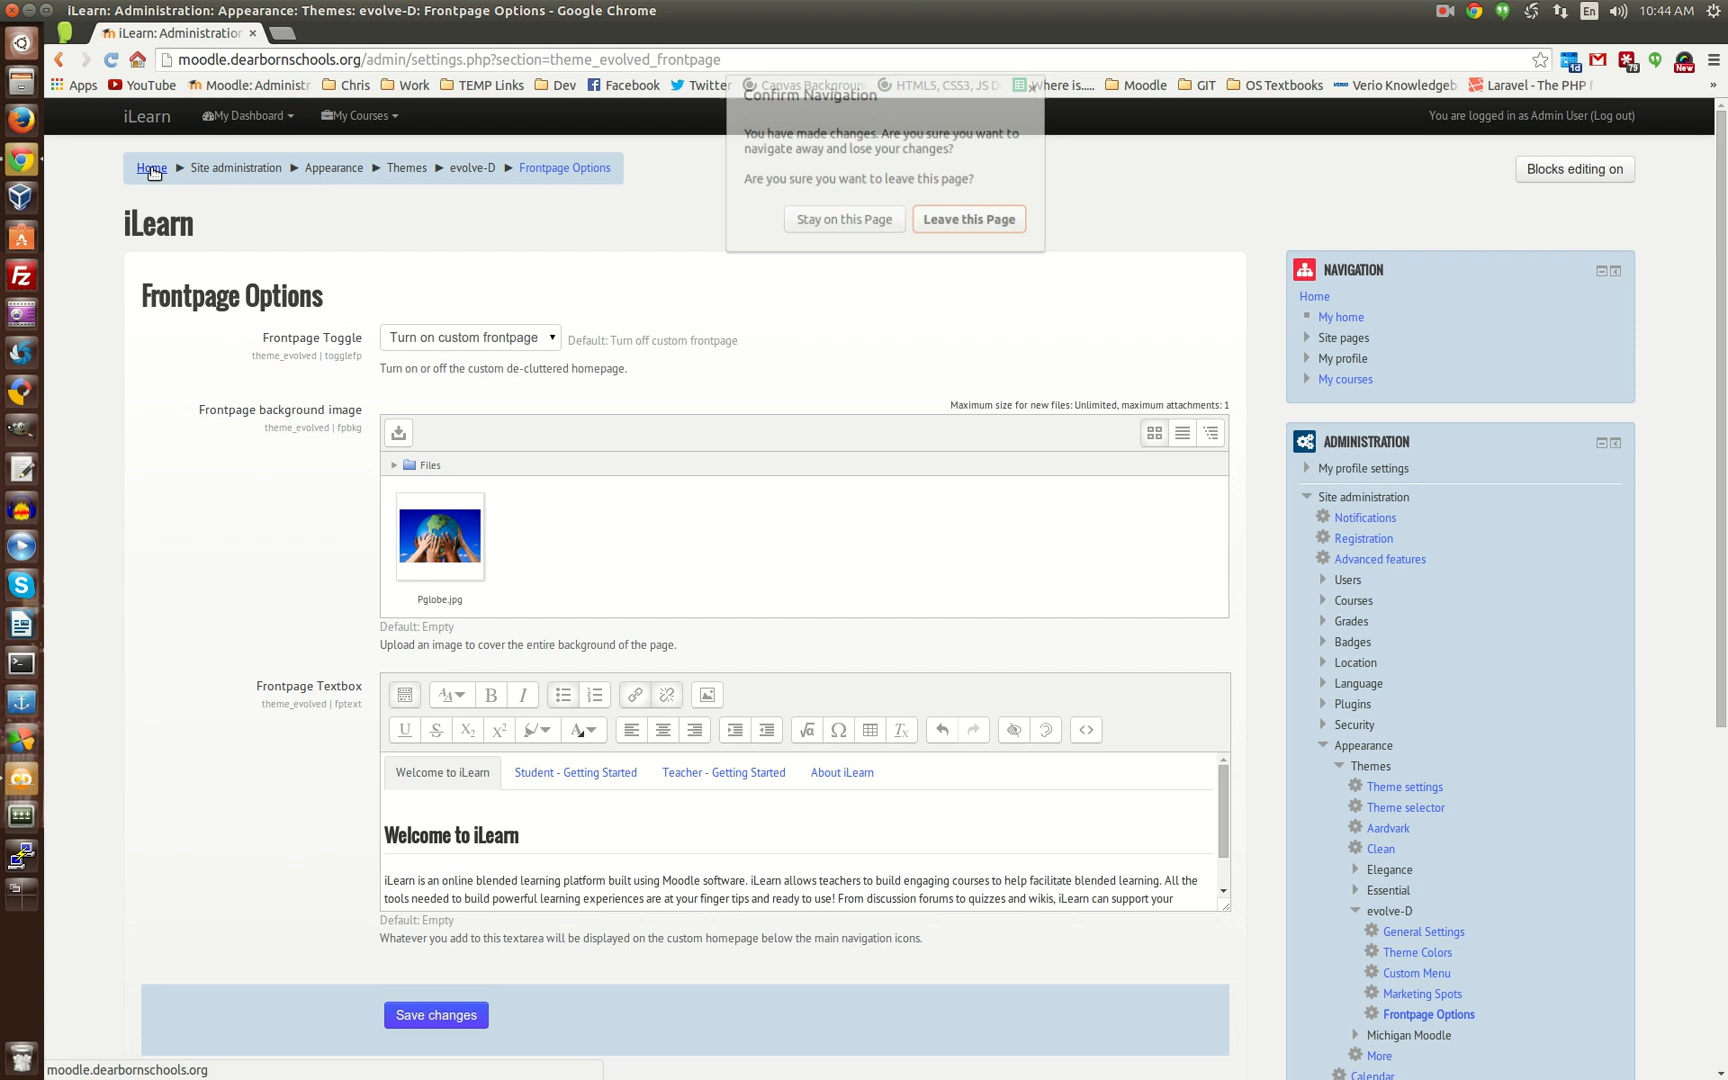 iLearn: Administration: Appearance: Themes: evolve-D: Frontpage Options - Google Chrome
En
10:44 AM
iLearn: Administration
moodle.dearbornschools.org/admin/settings.php?section=theme_evolved_frontpage
1d
79
New
Apps
YouTube
Moodle: Administr
Chris
Work
TEMP Links
Dev
Facebook
Twitter
Canvas Backgroun
HTML5, CSS3, JS D
Where is.....
Moodle
GIT
OS Textbooks
Verio Knowledgeb
Laravel - The PHP f
»
Confirm Navigation
You have made changes. Are you sure you want to
navigate away and lose your changes?
Are you sure you want to leave this page?
Stay on this Page
Leave this Page
iLearn
My Dashboard
My Courses
You are logged in as Admin User (Log out)
Home ► Site administration ► Appearance ► Themes ► evolve-D ► Frontpage Options
Blocks editing on
iLearn
Frontpage Options
Frontpage Toggle
theme_evolved | togglefp
Turn on custom frontpage
Default: Turn off custom frontpage
Turn on or off the custom de-cluttered homepage.
Frontpage background image
theme_evolved | fpbkg
Maximum size for new files: Unlimited, maximum attachments: 1
Files
Pglobe.jpg
Default: Empty
Upload an image to cover the entire background of the page.
Frontpage Textbox
theme_evolved | fptext
Welcome to iLearn
Student - Getting Started
Teacher - Getting Started
About iLearn
Welcome to iLearn
iLearn is an online blended learning platform built using Moodle software. iLearn allows teachers to build engaging courses to help facilitate blended learning. All the
tools needed to build powerful learning experiences are at your finger tips and ready to use! From discussion forums to quizzes and wikis, iLearn can support your
Default: Empty
Whatever you add to this textarea will be displayed on the custom homepage below the main navigation icons.
Save changes
NAVIGATION
Home
My home
Site pages
My profile
My courses
ADMINISTRATION
My profile settings
Site administration
Notifications
Registration
Advanced features
Users
Courses
Grades
Badges
Location
Language
Plugins
Security
Appearance
Themes
Theme settings
Theme selector
Aardvark
Clean
Elegance
Essential
evolve-D
General Settings
Theme Colors
Custom Menu
Marketing Spots
Frontpage Options
Michigan Moodle
More
Calendar
moodle.dearbornschools.org